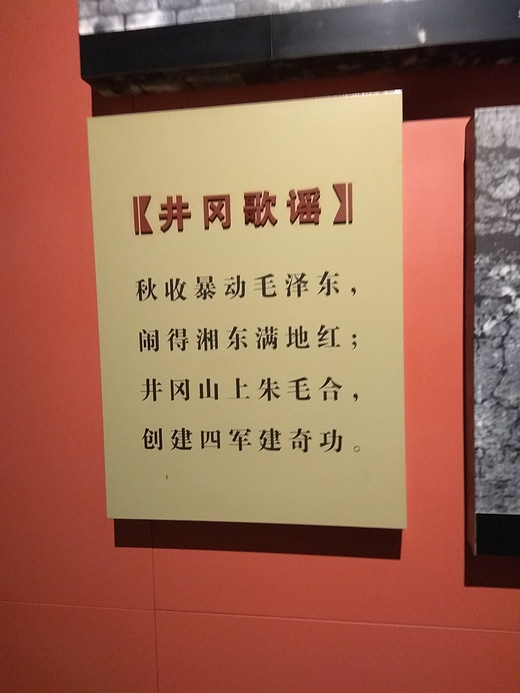 【井冈歌谣】
秋收暴动毛泽东，
闹得湘东满地红；
井冈山上朱毛合，
创建四军建奇功。